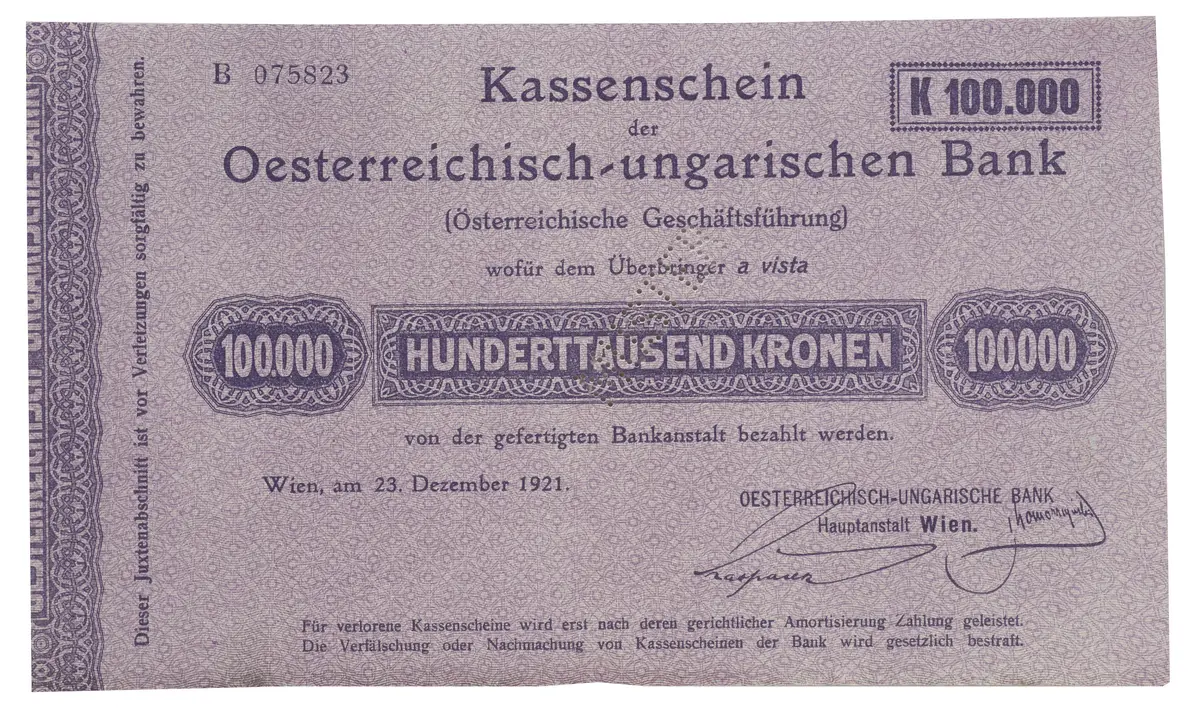 B 075823
Kassenschein
K 100.000
der
Oesterreichisch-ungarischen Bank
(Österreichische Geschäftsführung)
wofür dem Überbringer a vista
100.000
HUNDERTTAUSEND KRONEN
100.000
von der gefertigten Bankanstalt bezahlt werden.
Wien, am 23. Dezember 1921.
OESTERREICHISCH-UNGARISCHE BANK
Hauptanstalt Wien.
Für verlorene Kassenscheine wird erst nach deren gerichtlicher Amortisierung Zahlung geleistet.
Die Verfälschung oder Nachmachung von Kassenscheinen der Bank wird gesetzlich bestraft.
Dieser Juxtenabschnitt ist vor Verletzungen sorgfältig zu bewahren.
OESTERREICHISCH UNGARISCHE BANK